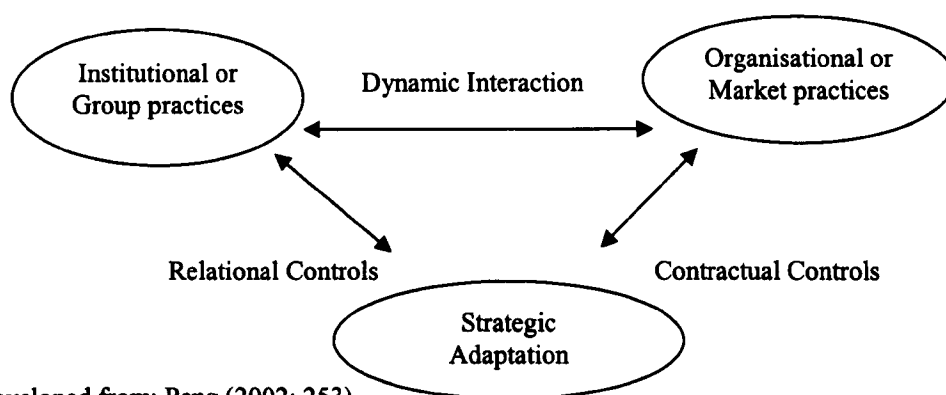 Institutional or
Group practices
Dynamic Interaction
Organisational or
Market practices
Relational Controls
Contractual Controls
Strategic
Adaptation
veloped from: Peng (2002: 253)